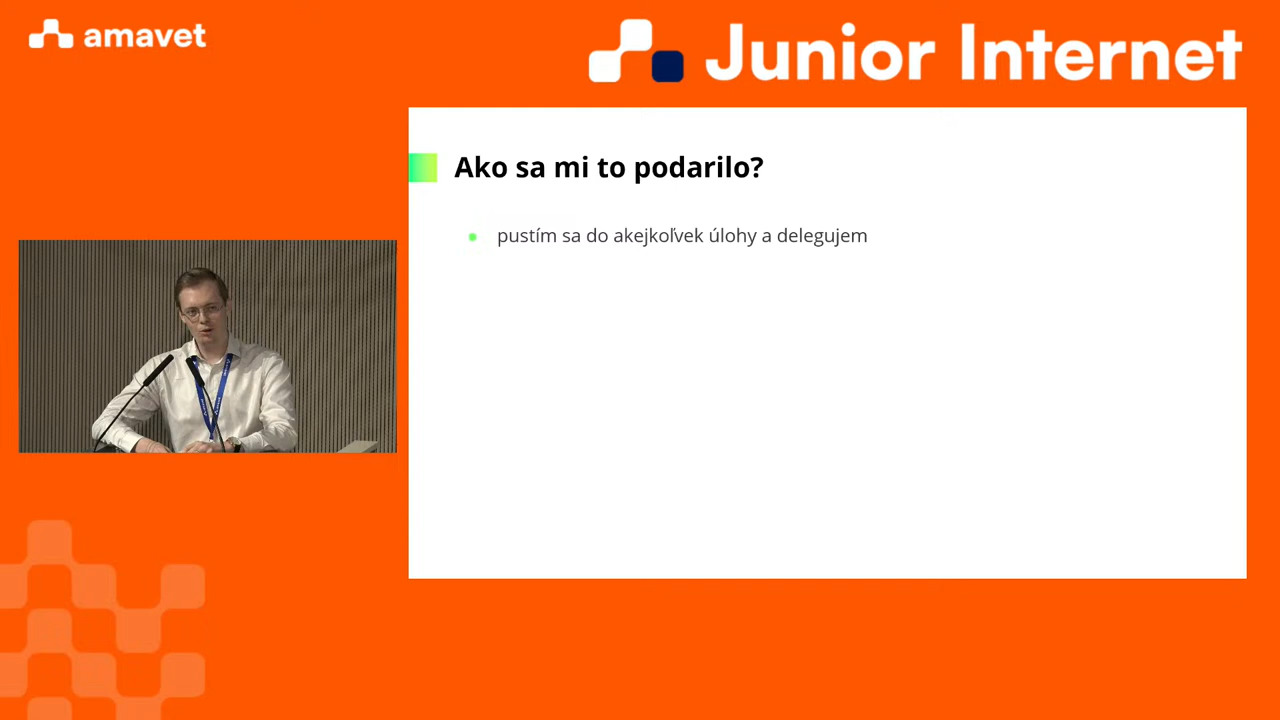 amavet
Junior Internet
Ako sa mi to podarilo?
pustím sa do akejkoľvek úlohy a delegujem